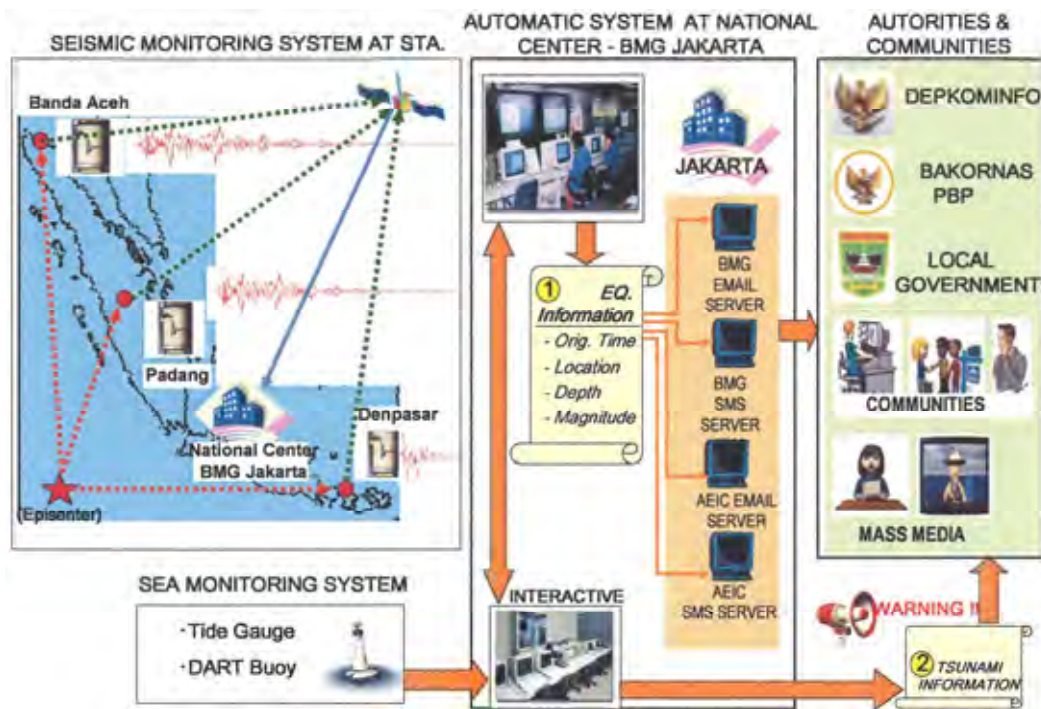 SEISMIC MONITORING SYSTEM AT STA.
Banda Aceh
Padang
Denpasar
National Center
BMG Jakarta
(Episenter)
SEA MONITORING SYSTEM
· Tide Gauge
· DART Buoy
AUTOMATIC SYSTEM AT NATIONAL
CENTER - BMG JAKARTA
JAKARTA
1
EQ.
Information
- Orig. Time
- Location
- Depth
- Magnitude
BMG
EMAIL
SERVER
BMG
SMS
SERVER
AEIC EMAIL
SERVER
AEIC
SMS SERVER
INTERACTIVE
AUTORITIES &
COMMUNITIES
DEPKOMINFO
BAKORNAS
PBP
LOCAL
GOVERNMENT
COMMUNITIES
MASS MEDIA
WARNING !!
2
TSUNAMI
INFORMATION